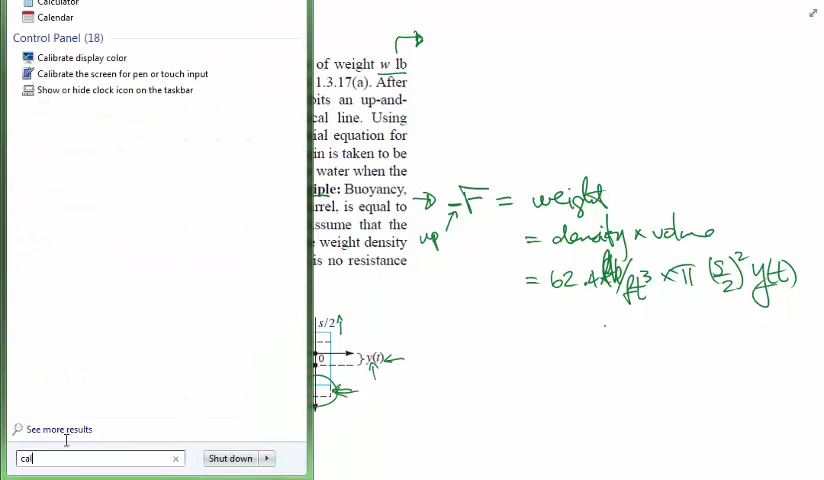 Calculator
Calendar
Control Panel (18)
Calibrate display color
Calibrate the screen for pen or touch input
Show or hide clock icon on the taskbar
See more results
cal
Shut down
of weight w lb
1.3.17(a). After
bits an up-and-
cal line. Using
ial equation for
in is taken to be
water when the
iple: Buoyancy,
rrel, is equal to
ssume that the
e weight density
is no resistance
s/2
0
y(t)
-F = weight
up
= density × volume
= 62.4 lb/ft³ × π (s/2)² y(t)